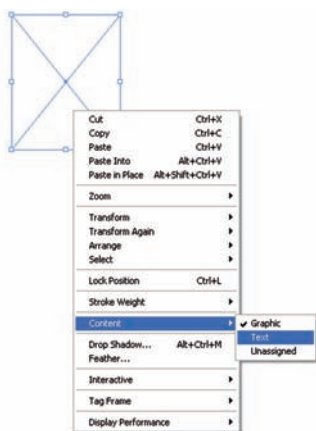 Cut Ctrl+X
Copy Ctrl+C
Paste Ctrl+V
Paste Into Alt+Ctrl+V
Paste in Place Alt+Shift+Ctrl+V
Zoom
Transform
Transform Again
Arrange
Select
Lock Position Ctrl+L
Stroke Weight
Content
Graphic
Text
Unassigned
Drop Shadow... Alt+Ctrl+M
Feather...
Interactive
Tag Frame
Display Performance